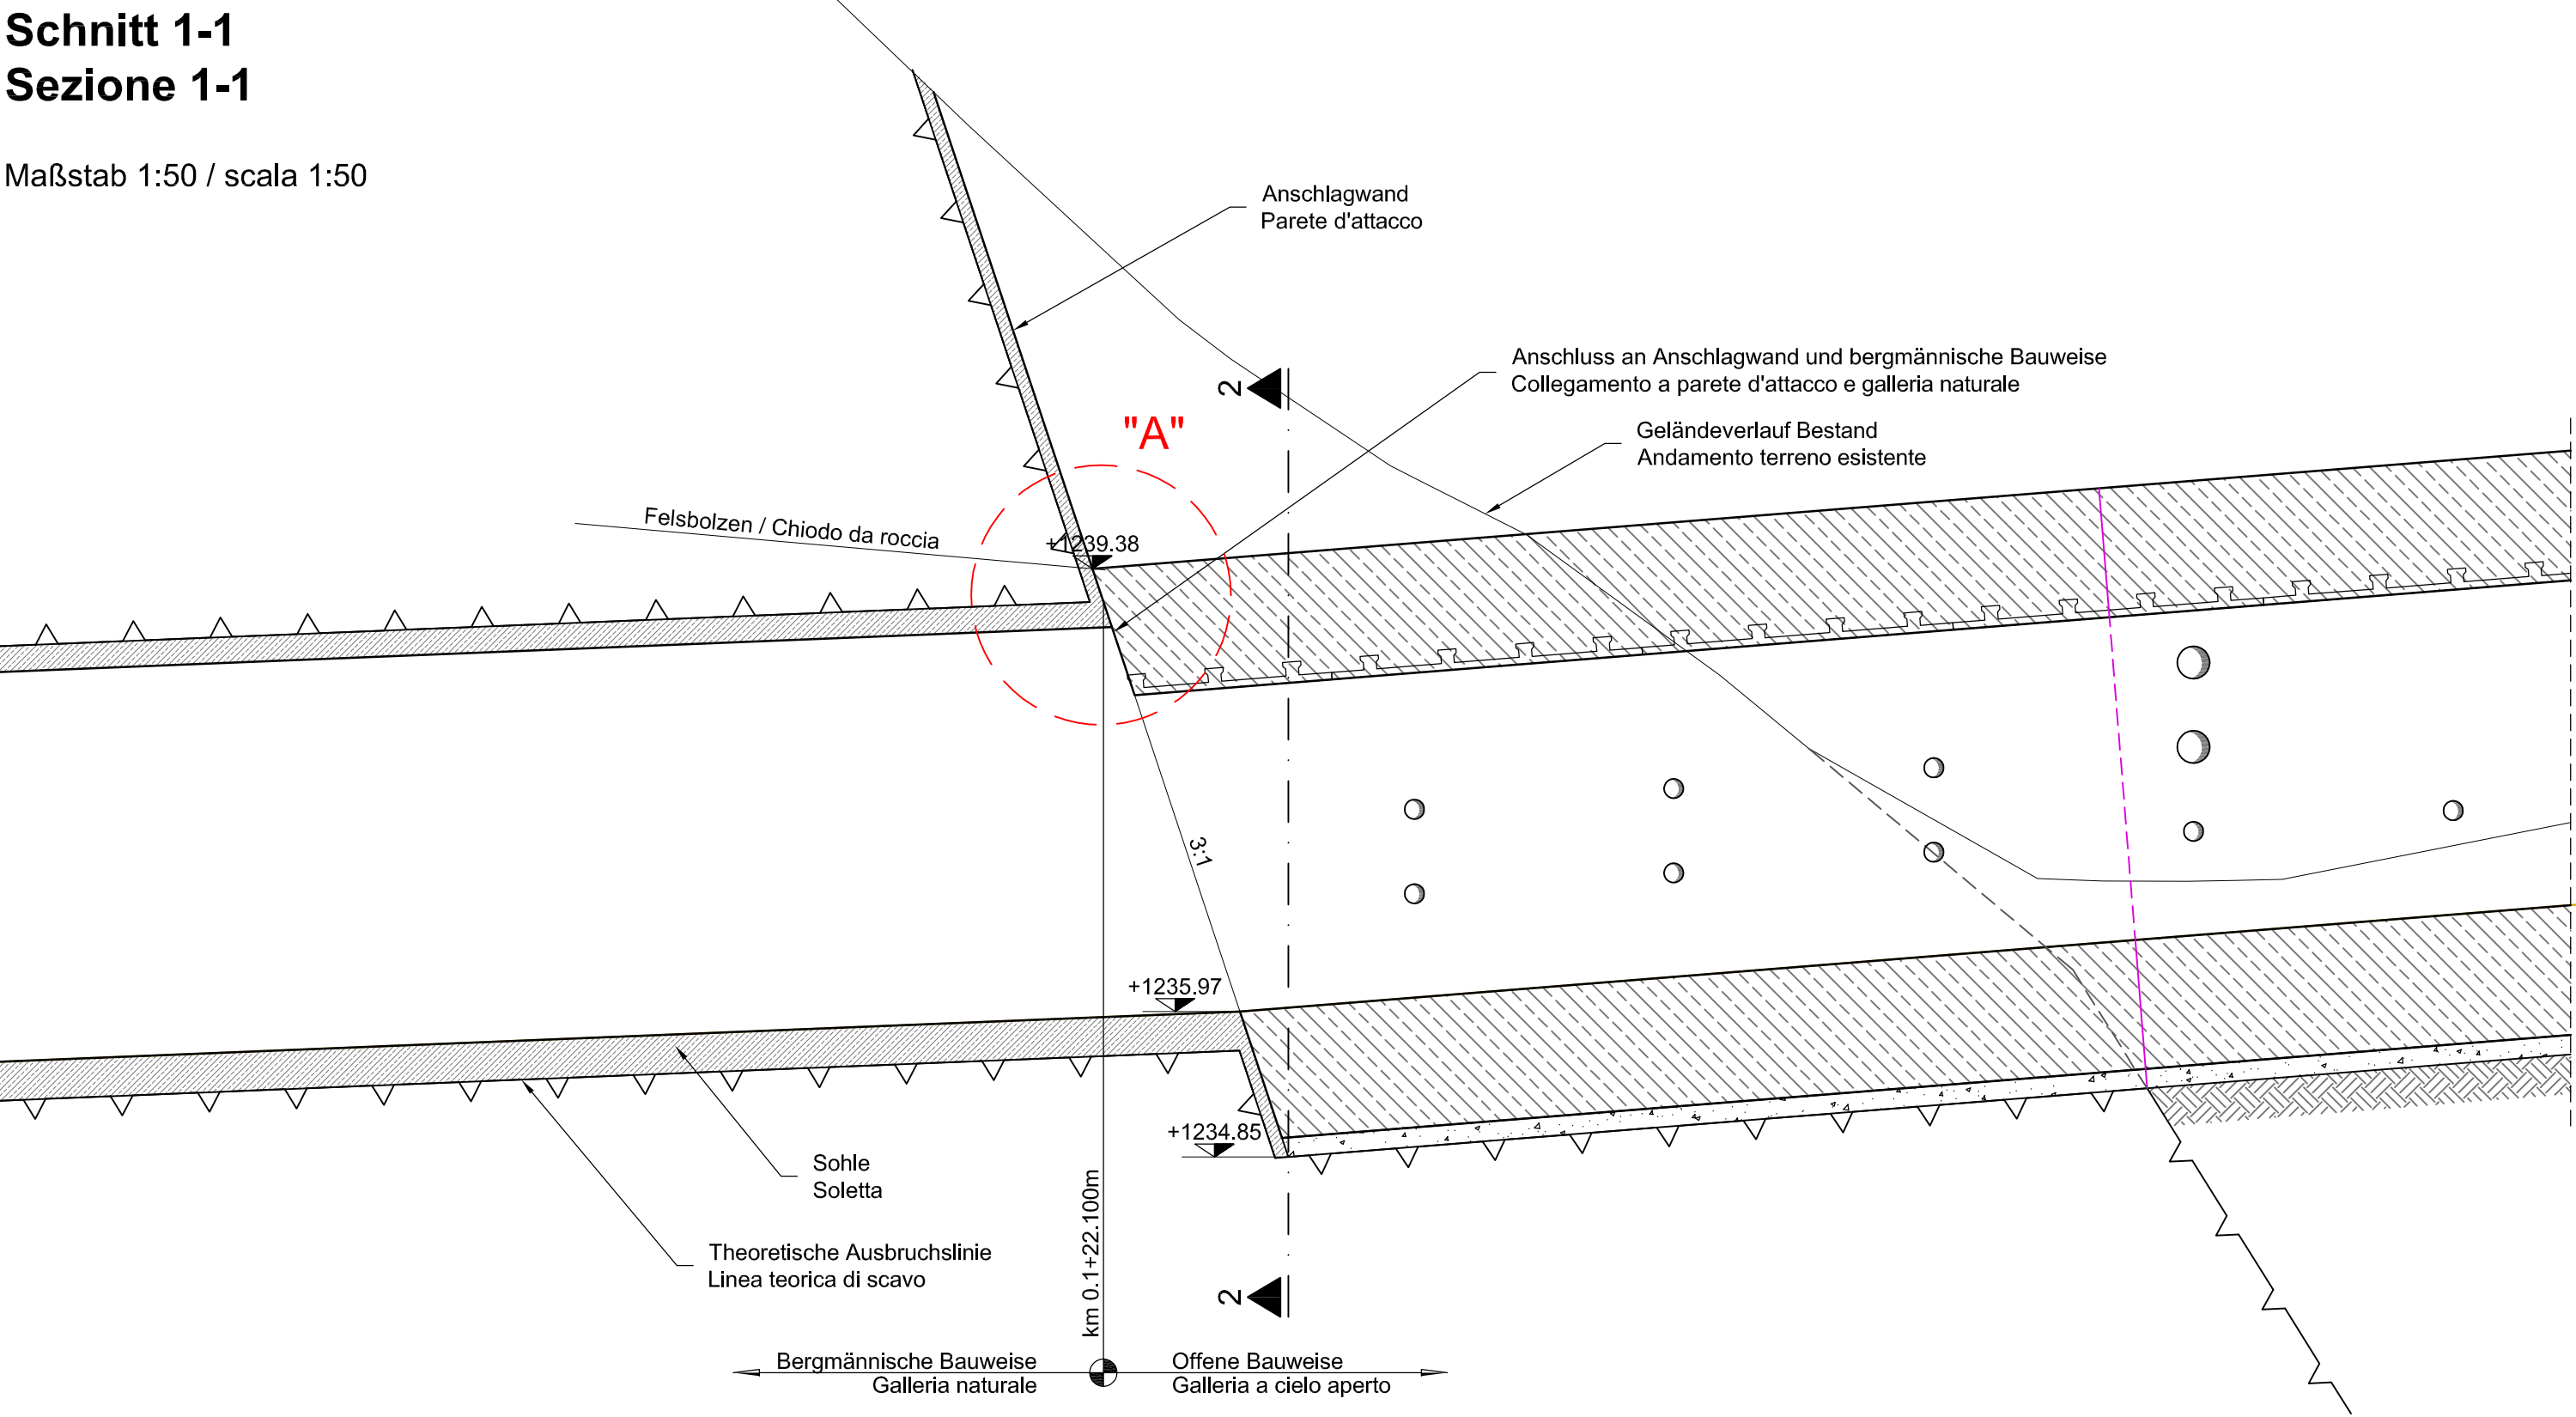 Schnitt 1-1
Sezione 1-1
Maßstab 1:50 / scala 1:50
Anschlagwand
Parete d'attacco
Anschluss an Anschlagwand und bergmännische Bauweise
Collegamento a parete d'attacco e galleria naturale
2
"A"
Geländeverlauf Bestand
Andamento terreno esistente
Felsbolzen / Chiodo da roccia
+1239.38
3:1
+1235.97
+1234.85
Sohle
Soletta
Theoretische Ausbruchslinie
Linea teorica di scavo
km 0.1+22.100m
2
Bergmännische Bauweise
Galleria naturale
Offene Bauweise
Galleria a cielo aperto